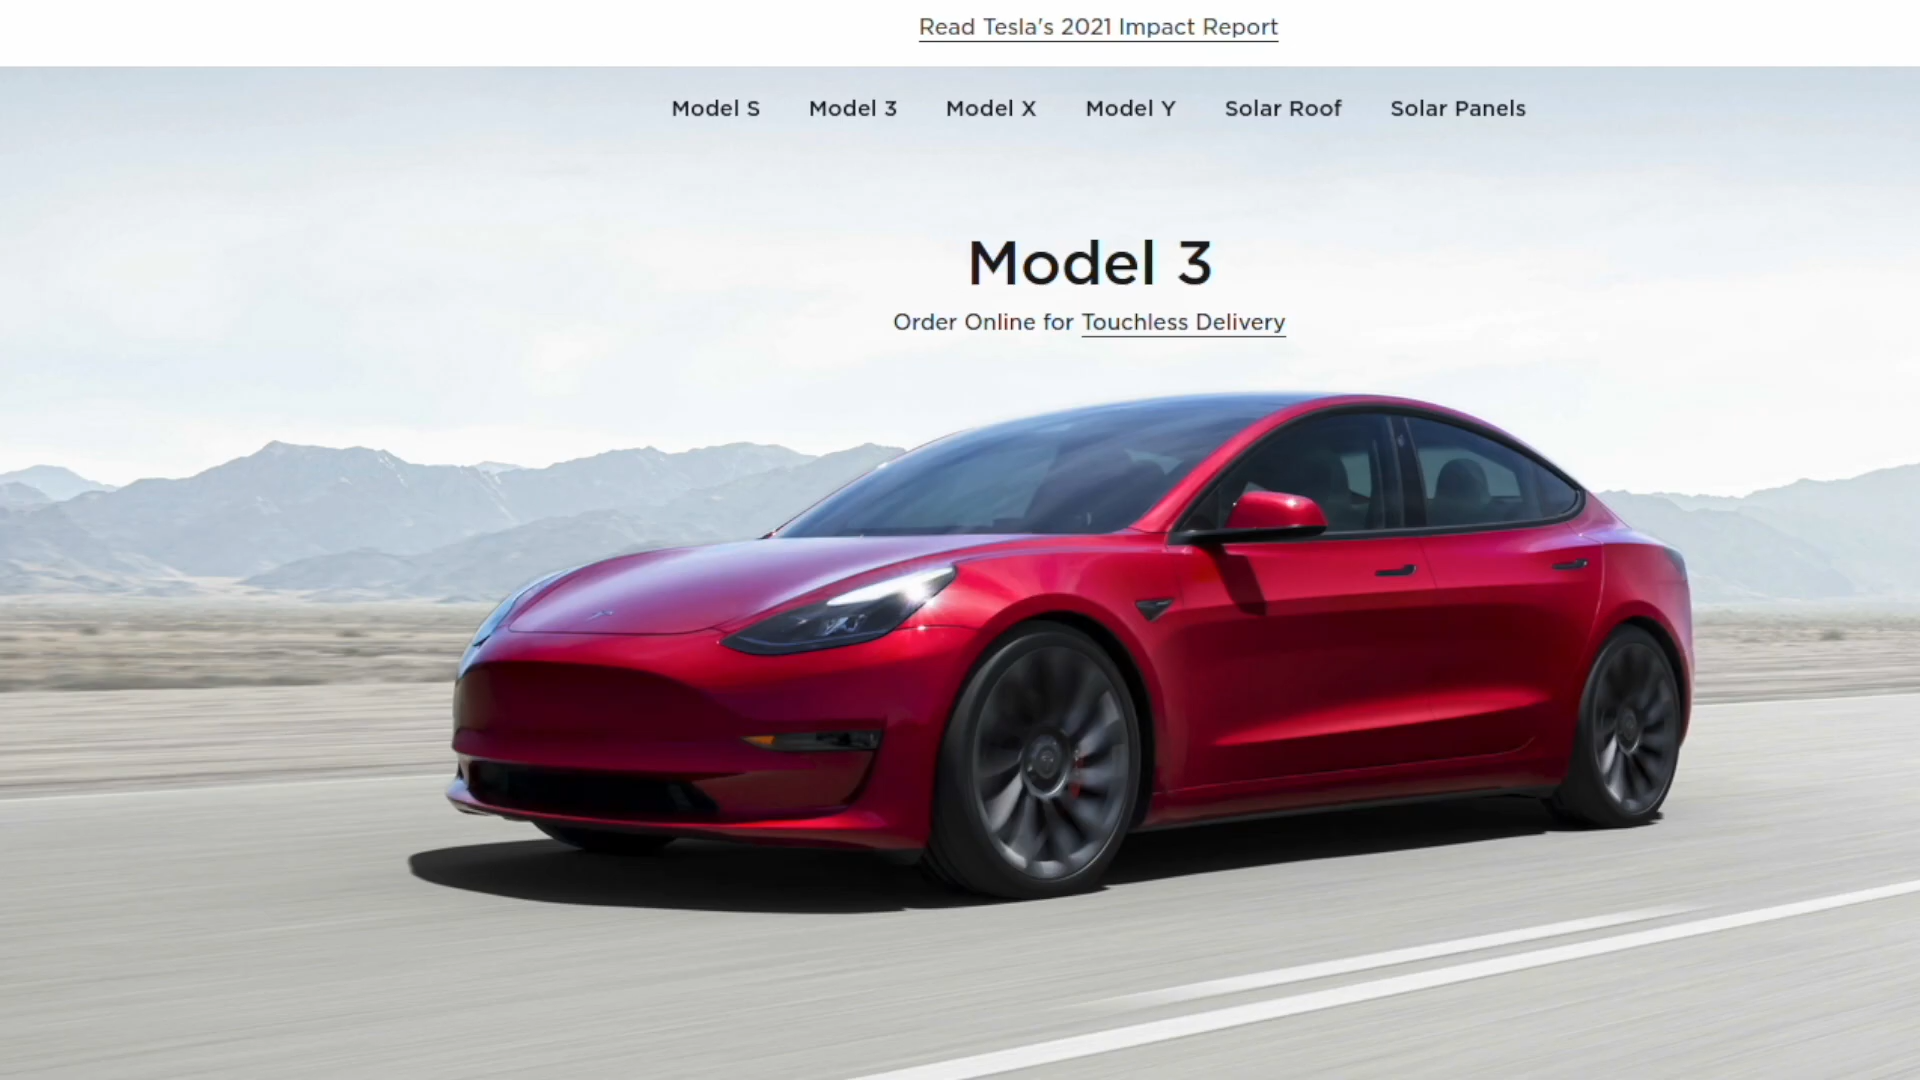 Read Tesla's 2021 Impact Report
Model S Model 3 Model X Model Y Solar Roof Solar Panels
Model 3
Order Online for Touchless Delivery